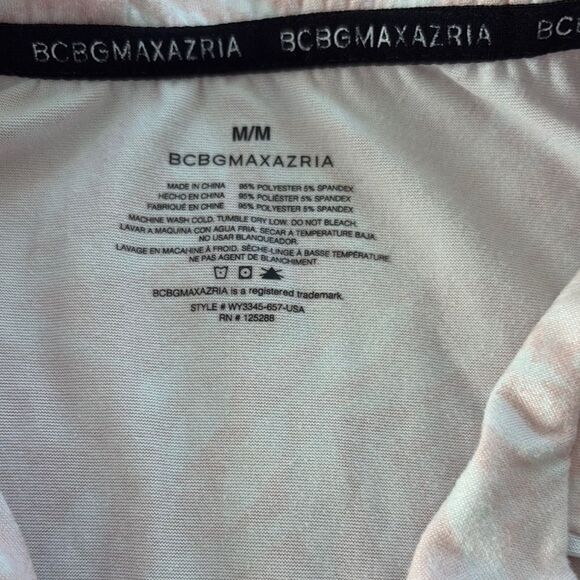 BCBGMAXAZRIA BCBGMAXAZRIA BCBG
M/M
BCBGMAXAZRIA
MADE IN CHINA 95% POLYESTER 5% SPANDEX
HECHO EN CHINA 95% POLIÉSTER 5% SPANDEX
FABRIQUÉ EN CHINE 95% POLYESTER 5% SPANDEX
MACHINE WASH COLD. TUMBLE DRY LOW. DO NOT BLEACH.
LAVAR A MAQUINA CON AGUA FRIA. SECAR A TEMPERATURA BAJA.
NO USAR BLANQUEADOR.
LAVAGE EN MACAHINE À FROID. SÈCHE-LINGE À BASSE TEMPÉRATURE.
NE PAS AGENT DE BLANCHIMENT.
BCBGMAXAZRIA is a registered trademark.
STYLE # WY3345-657-USA
RN # 125288